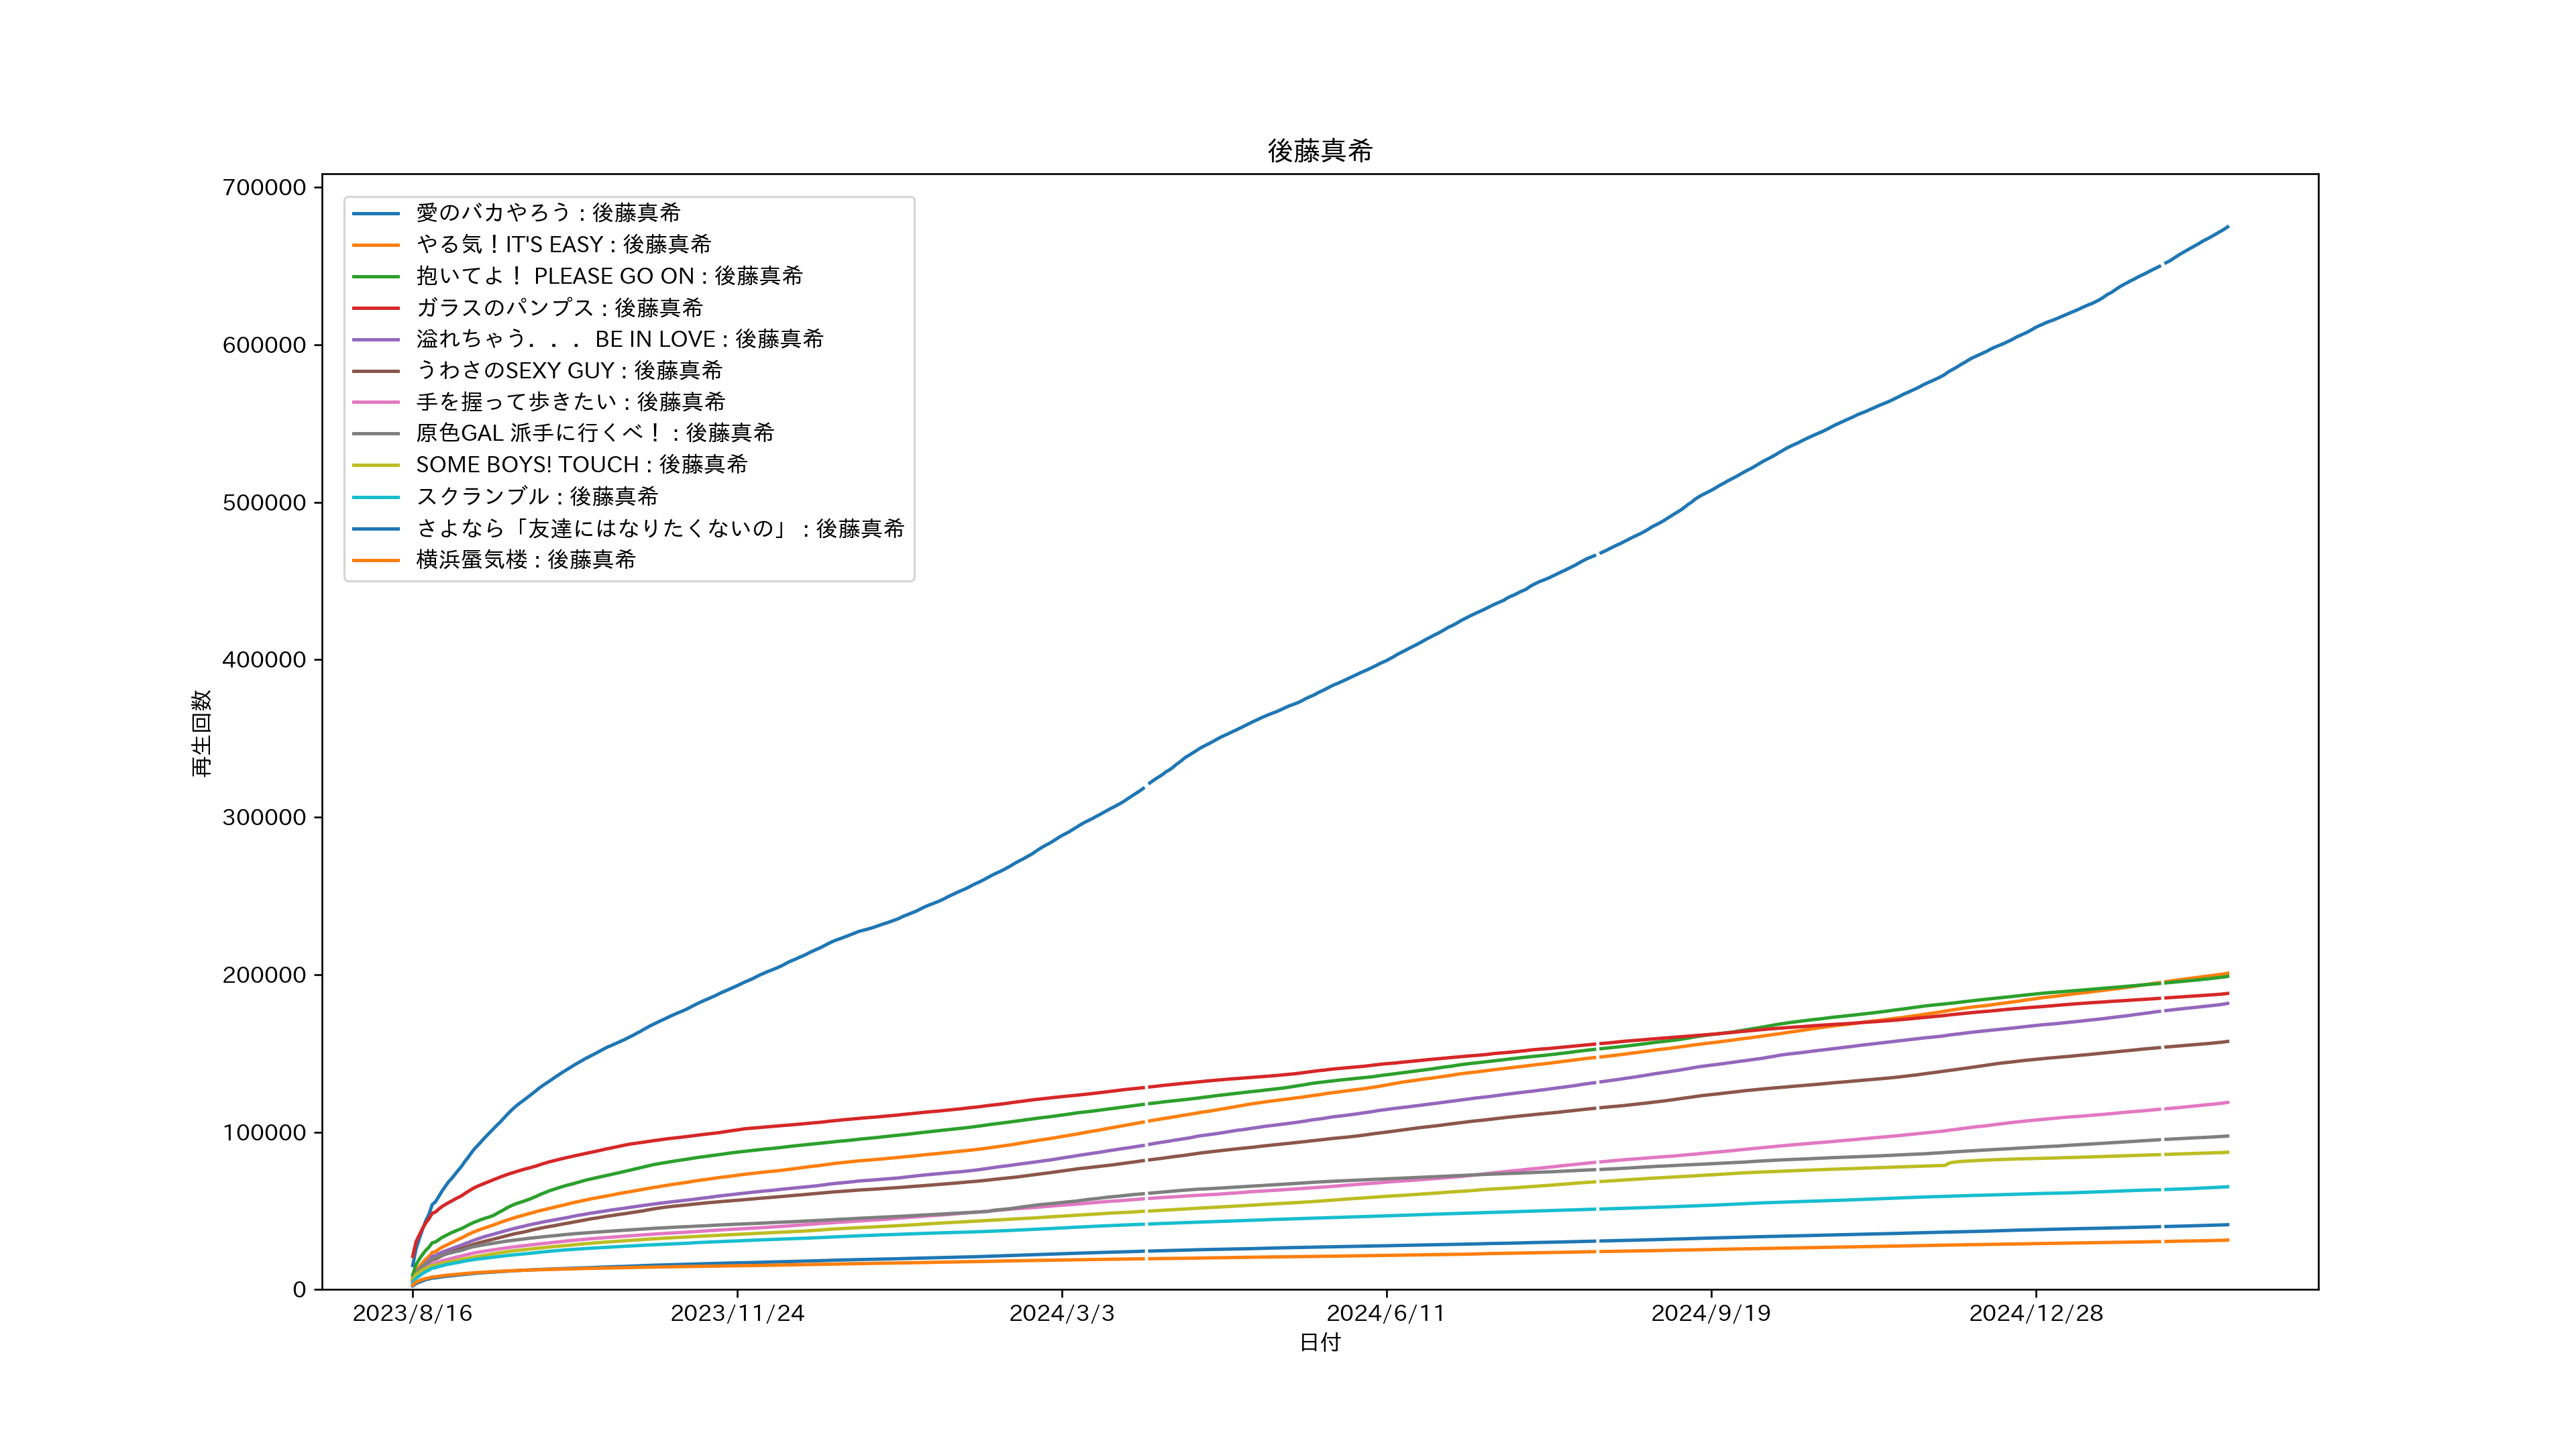 後藤真希
700000
600000
500000
400000
300000
200000
100000
0
再生回数
愛のバカやろう : 後藤真希
やる気！IT'S EASY : 後藤真希
抱いてよ！ PLEASE GO ON : 後藤真希
ガラスのパンプス : 後藤真希
溢れちゃう．．． BE IN LOVE : 後藤真希
うわさのSEXY GUY : 後藤真希
手を握って歩きたい : 後藤真希
原色GAL 派手に行くべ！ : 後藤真希
SOME BOYS! TOUCH : 後藤真希
スクランブル : 後藤真希
さよなら「友達にはなりたくないの」 : 後藤真希
横浜蜃気楼 : 後藤真希
2023/8/16 2023/11/24 2024/3/3 2024/6/11 2024/9/19 2024/12/28
日付